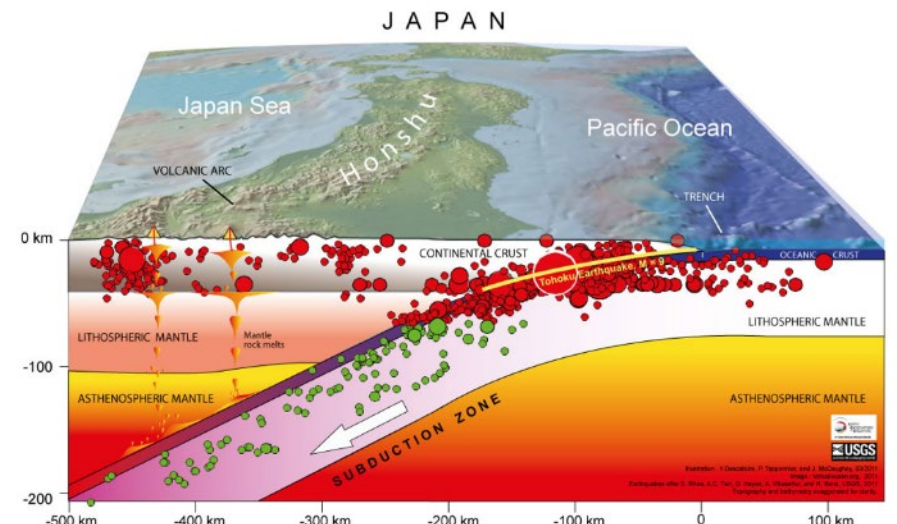 JAPAN
Japan Sea
Honshu
Pacific Ocean
VOLCANIC ARC
TRENCH
0 km
CONTINENTAL CRUST
OCEANIC CRUST
Tohoku Earthquake, M = 9
LITHOSPHERIC MANTLE
Mantle
rock melts
LITHOSPHERIC MANTLE
-100
ASTHENOSPHERIC MANTLE
ASTHENOSPHERIC MANTLE
SUBDUCTION ZONE
USGS
-200
-500 km
-400 km
-300 km
-200 km
-100 km
0 km
100 km